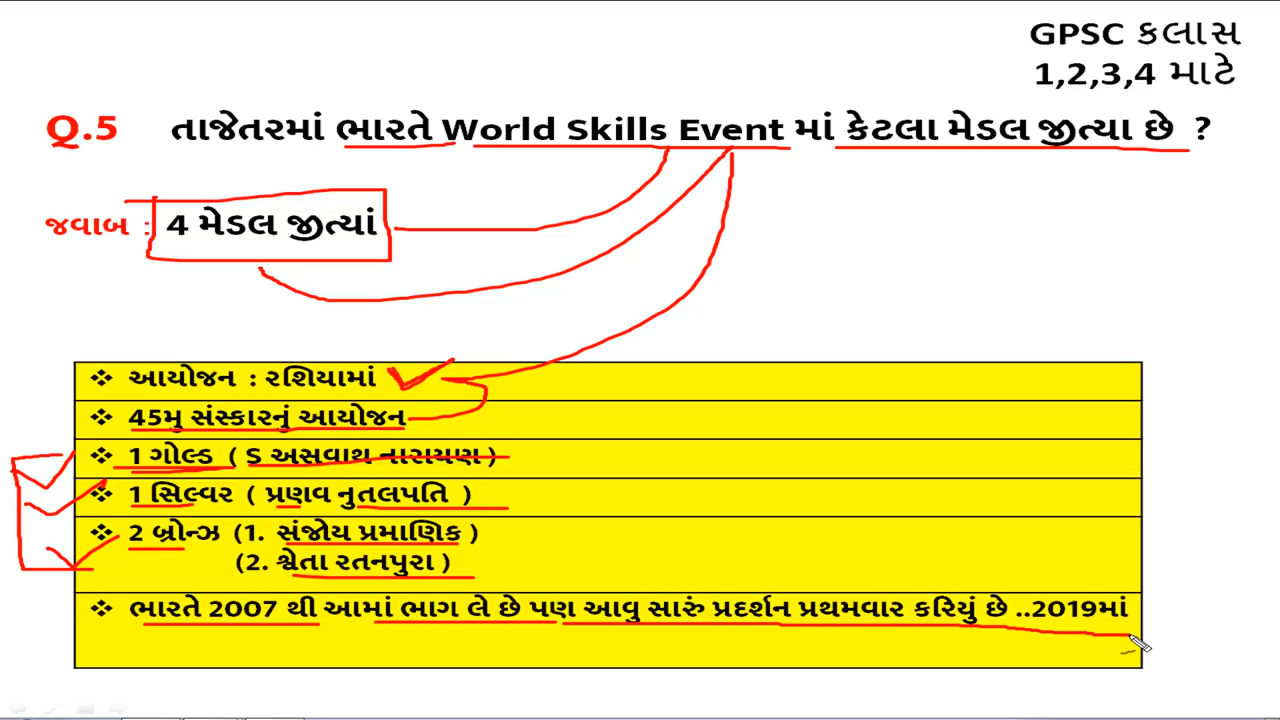 GPSC કલાસ
1,2,3,4 માટે
Q.5 તાજેતરમાં ભારતે World Skills Event માં કેટલા મેડલ જીત્યા છે ?
જવાબ : 4 મેડલ જીત્યાં
❖ આયોજન : રશિયામાં
❖ 45મુ સંસ્કારનું આયોજન
❖ 1 ગોલ્ડ ( S અસવાથ નારાયણ )
❖ 1 સિલ્વર ( પ્રણવ નુતલપતિ )
❖ 2 બ્રોન્ઝ (1. સંજોય પ્રમાણિક )
(2. શ્વેતા રતનપુરા )
❖ ભારતે 2007 થી આમાં ભાગ લે છે પણ આવુ સારું પ્રદર્શન પ્રથમવાર કરિયું છે ..2019માં